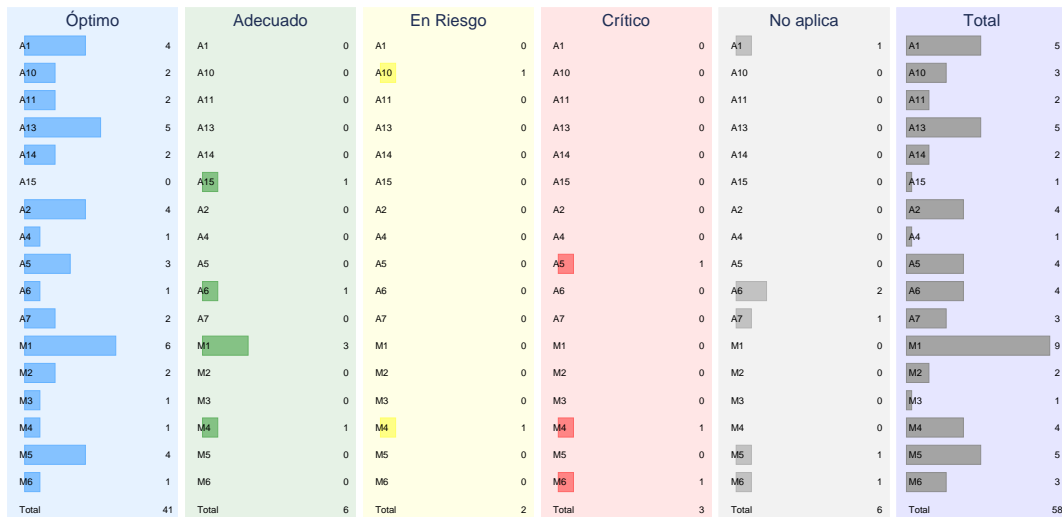 Óptimo Adecuado En Riesgo Crítico No aplica Total
A1 4 A1 0 A1 0 A1 0 A1 1 A1 5
A10 2 A10 0 A10 1 A10 0 A10 0 A10 3
A11 2 A11 0 A11 0 A11 0 A11 0 A11 2
A13 5 A13 0 A13 0 A13 0 A13 0 A13 5
A14 2 A14 0 A14 0 A14 0 A14 0 A14 2
A15 0 A15 1 A15 0 A15 0 A15 0 A15 1
A2 4 A2 0 A2 0 A2 0 A2 0 A2 4
A4 1 A4 0 A4 0 A4 0 A4 0 A4 1
A5 3 A5 0 A5 0 A5 1 A5 0 A5 4
A6 1 A6 1 A6 0 A6 0 A6 2 A6 4
A7 2 A7 0 A7 0 A7 0 A7 1 A7 3
M1 6 M1 3 M1 0 M1 0 M1 0 M1 9
M2 2 M2 0 M2 0 M2 0 M2 0 M2 2
M3 1 M3 0 M3 0 M3 0 M3 0 M3 1
M4 1 M4 1 M4 1 M4 1 M4 0 M4 4
M5 4 M5 0 M5 0 M5 0 M5 1 M5 5
M6 1 M6 0 M6 0 M6 1 M6 1 M6 3
Total 41 Total 6 Total 2 Total 3 Total 6 Total 58